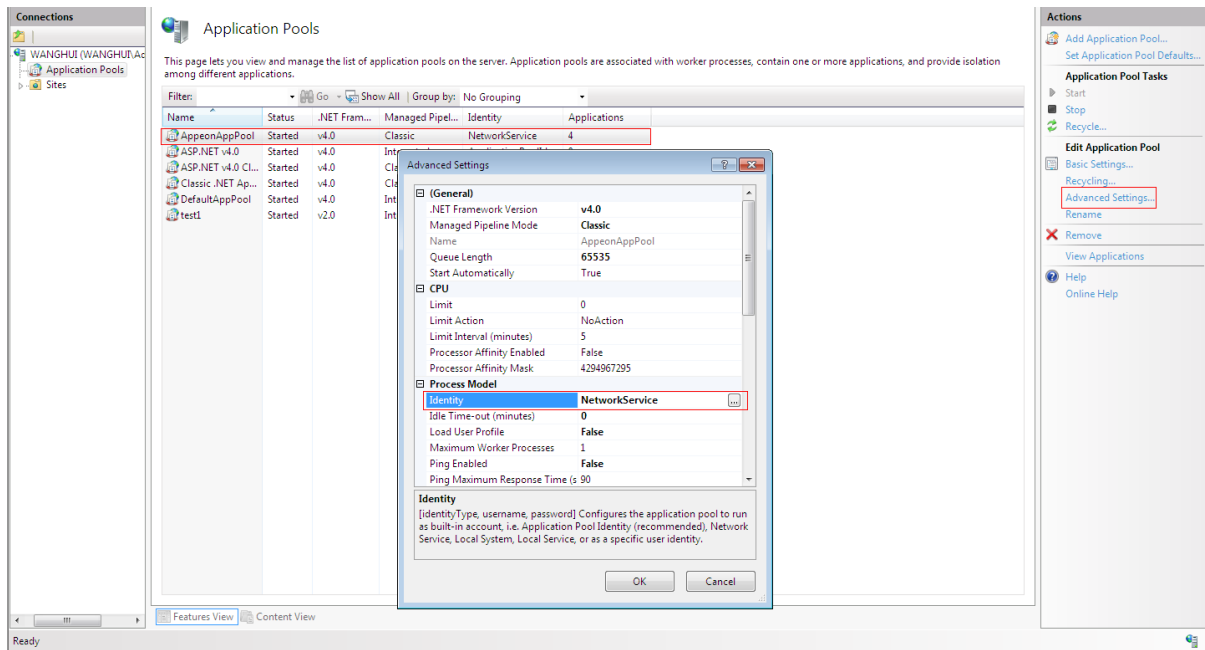 Connections
WANGHUI (WANGHUI\Ad
Application Pools
Sites
Application Pools
This page lets you view and manage the list of application pools on the server. Application pools are associated with worker processes, contain one or more applications, and provide isolation
among different applications.
Filter: Go Show All Group by: No Grouping
Name Status .NET Fram... Managed Pipel... Identity Applications
AppeonAppPool Started v4.0 Classic NetworkService 4
ASP.NET v4.0 Started v4.0
ASP.NET v4.0 Cl... Started v4.0 Cla
Classic .NET Ap... Started v4.0 Cla
DefaultAppPool Started v4.0 Int
test1 Started v2.0 Int
Advanced Settings
(General)
.NET Framework Version v4.0
Managed Pipeline Mode Classic
Name AppeonAppPool
Queue Length 65535
Start Automatically True
CPU
Limit 0
Limit Action NoAction
Limit Interval (minutes) 5
Processor Affinity Enabled False
Processor Affinity Mask 4294967295
Process Model
Identity NetworkService ...
Idle Time-out (minutes) 0
Load User Profile False
Maximum Worker Processes 1
Ping Enabled False
Ping Maximum Response Time (s 90
Identity
[identityType, username, password] Configures the application pool to run
as built-in account, i.e. Application Pool Identity (recommended), Network
Service, Local System, Local Service, or as a specific user identity.
OK Cancel
Features View Content View
Actions
Add Application Pool...
Set Application Pool Defaults...
Application Pool Tasks
Start
Stop
Recycle...
Edit Application Pool
Basic Settings...
Recycling...
Advanced Settings...
Rename
Remove
View Applications
Help
Online Help
Ready